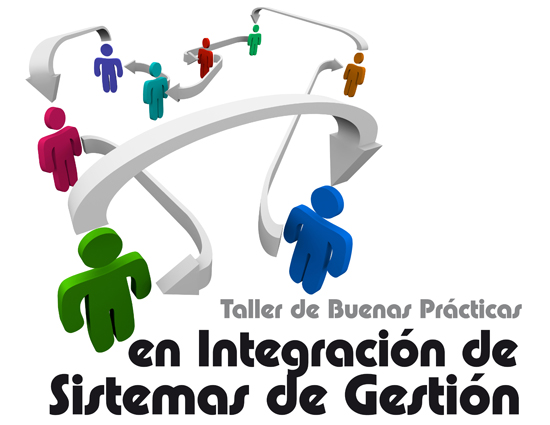 Taller de Buenas Prácticas
en Integración de
Sistemas de Gestión